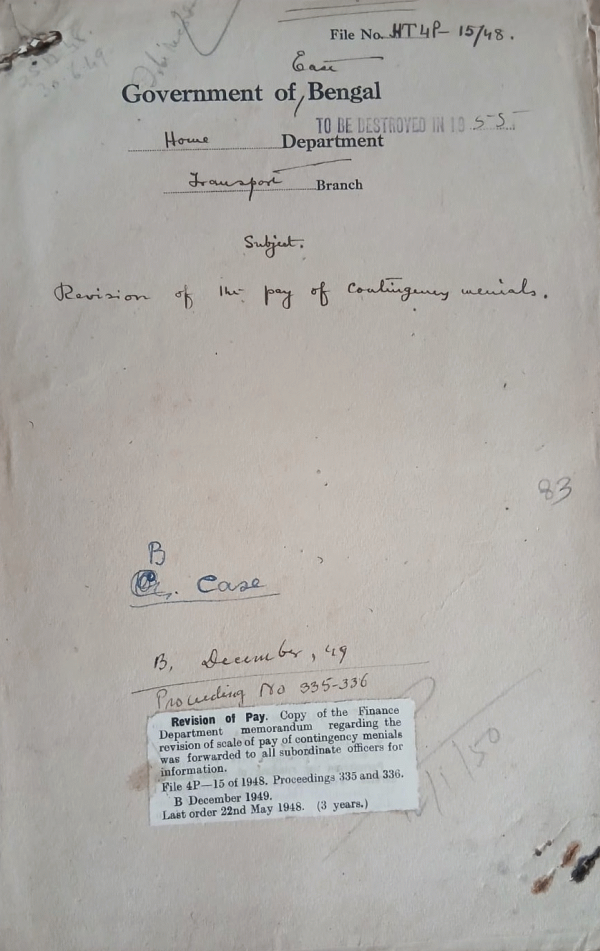 File No. HT4P-15/48.
East
Government of Bengal
TO BE DESTROYED IN 1955
Home Department
Transport Branch
Subject.
Revision of the pay of Contingency menials.
83
B
Case
B, December, 49
Proceeding No 335-336
Revision of Pay. Copy of the Finance
Department memorandum regarding the
revision of scale of pay of contingency menials
was forwarded to all subordinate officers for
information.
File 4P—15 of 1948. Proceedings 335 and 336.
B December 1949.
Last order 22nd May 1948. (3 years.)